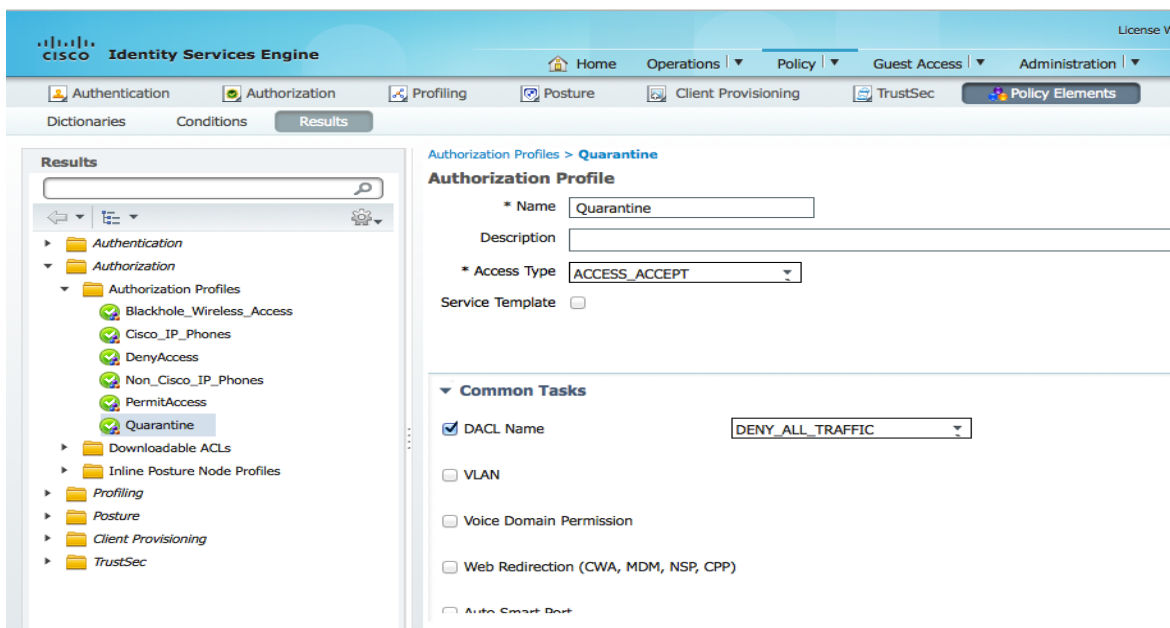 License W
CISCO Identity Services Engine
Home Operations Policy Guest Access Administration
Authentication Authorization Profiling Posture Client Provisioning TrustSec Policy Elements
Dictionaries Conditions Results
Results
Authentication
Authorization
Authorization Profiles
Blackhole_Wireless_Access
Cisco_IP_Phones
DenyAccess
Non_Cisco_IP_Phones
PermitAccess
Quarantine
Downloadable ACLs
Inline Posture Node Profiles
Profiling
Posture
Client Provisioning
TrustSec
Authorization Profiles > Quarantine
Authorization Profile
* Name Quarantine
Description
* Access Type ACCESS_ACCEPT
Service Template
Common Tasks
DACL Name DENY_ALL_TRAFFIC
VLAN
Voice Domain Permission
Web Redirection (CWA, MDM, NSP, CPP)
Auto Smart Port